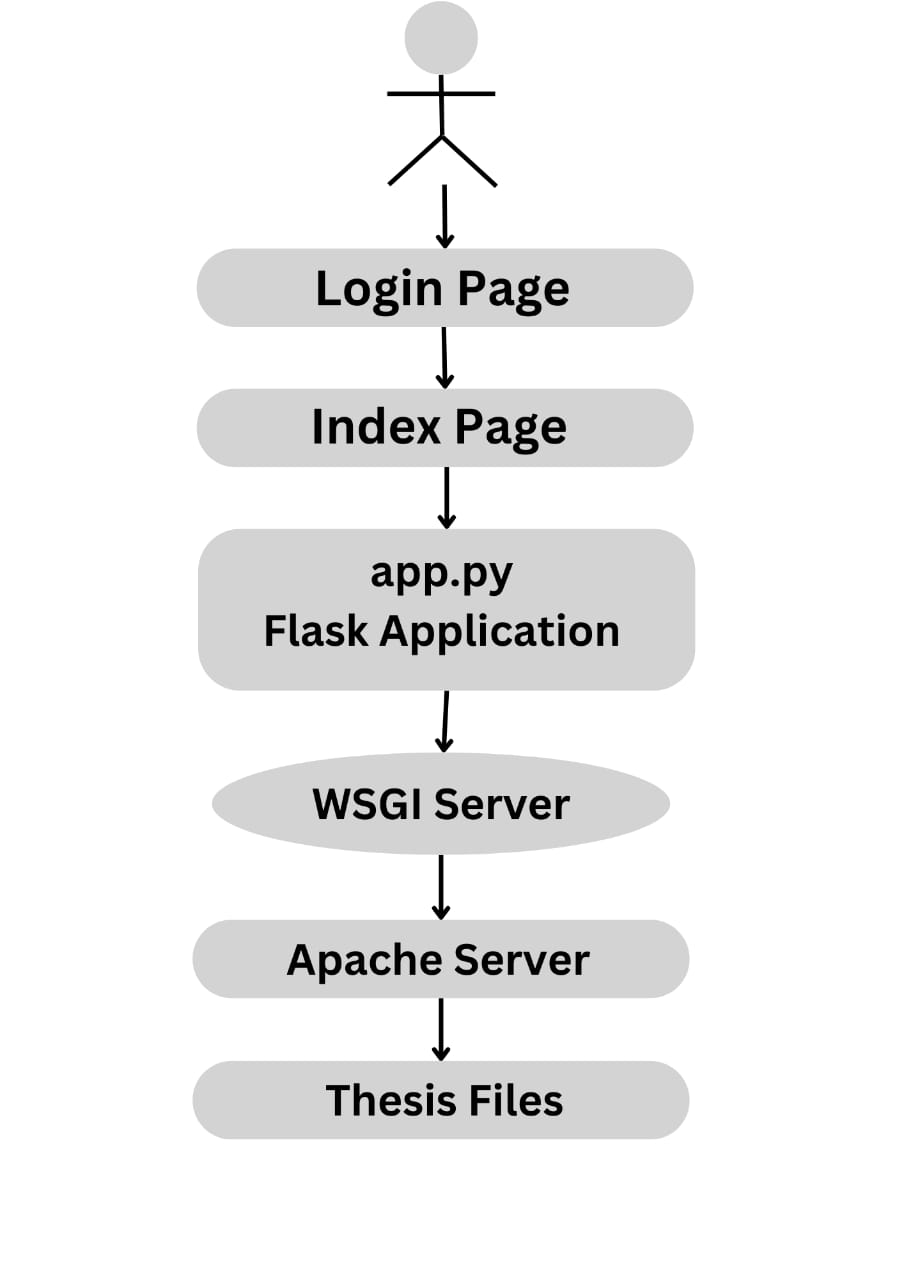 Login Page
Index Page
app.py
Flask Application
WSGI Server
Apache Server
Thesis Files